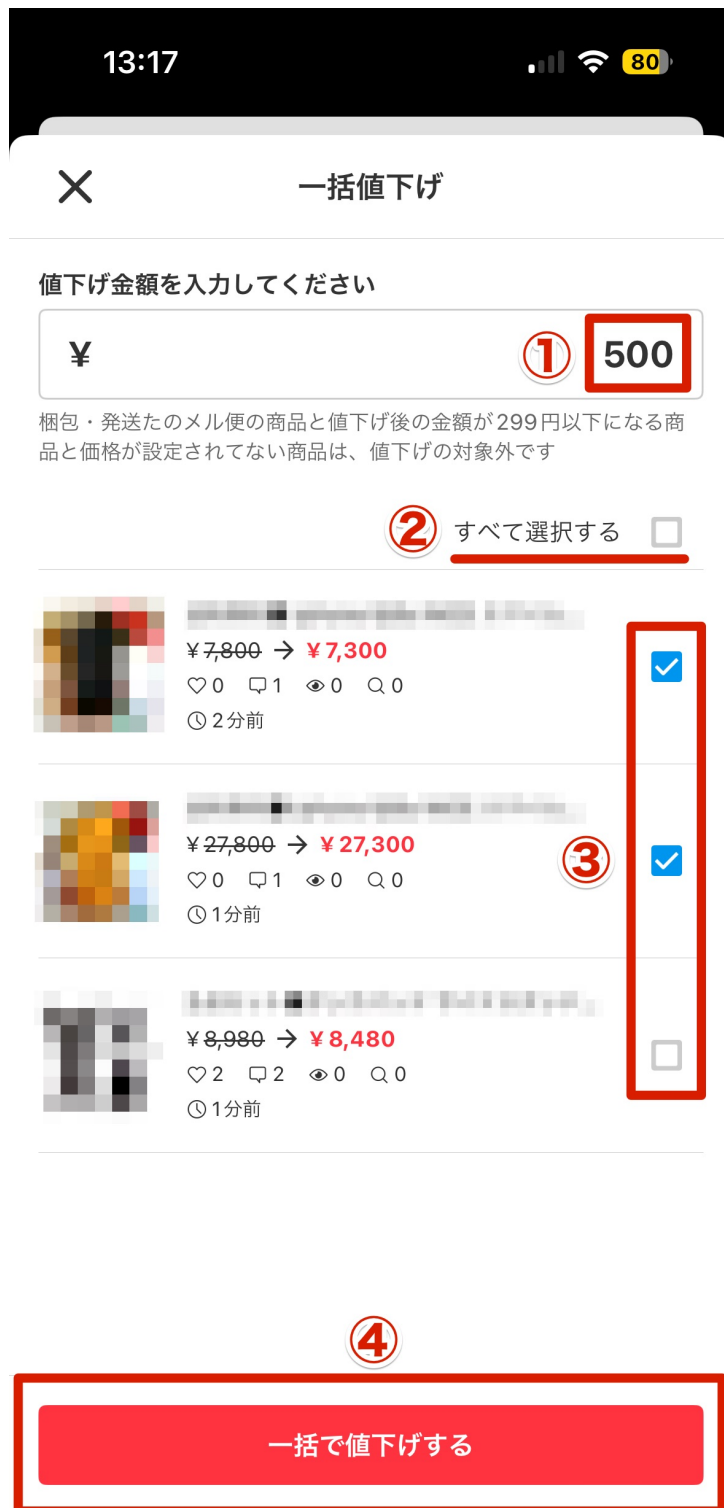 13:17
80
一括値下げ
値下げ金額を入力してください
¥ ① 500
梱包・発送たのメル便の商品と値下げ後の金額が299円以下になる商
品と価格が設定されてない商品は、値下げの対象外です
② すべて選択する
¥7,800 → ¥7,300
0 1 0 0
2分前
¥27,800 → ¥27,300
③
0 1 0 0
1分前
¥8,980 → ¥8,480
2 2 0 0
1分前
④
一括で値下げする